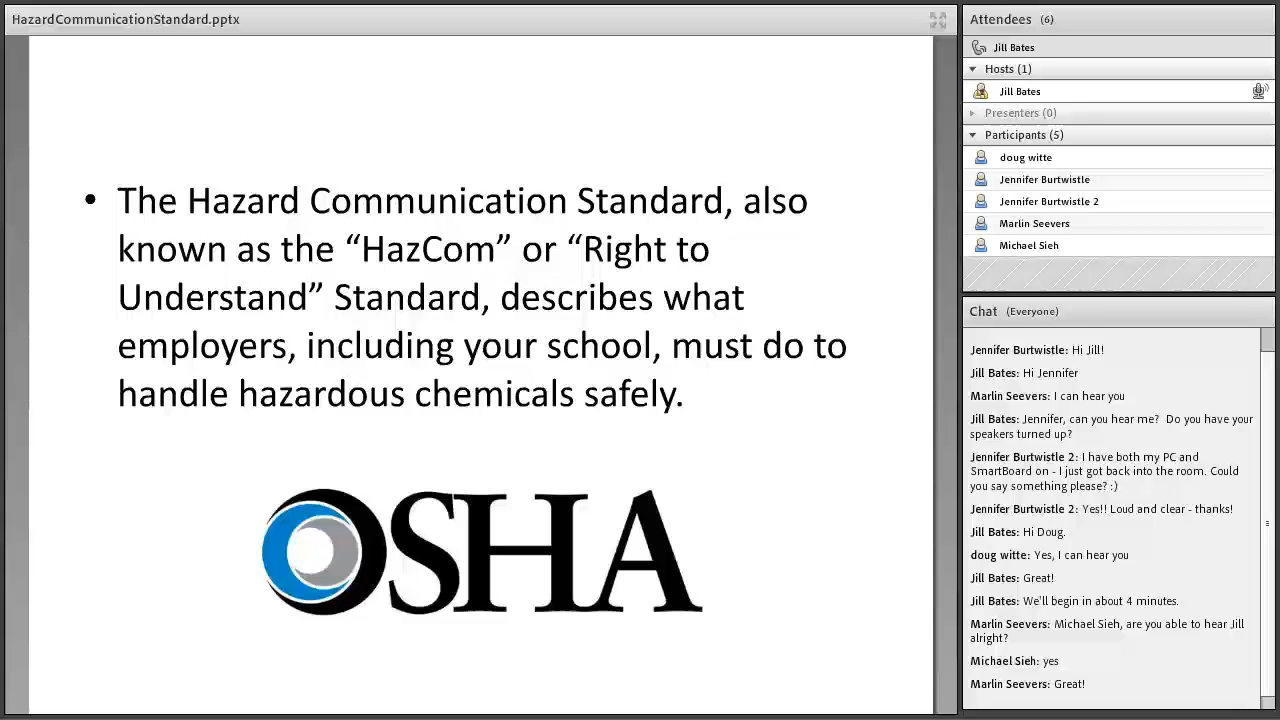 HazardCommunicationStandard.pptx
• The Hazard Communication Standard, also
known as the “HazCom” or “Right to
Understand” Standard, describes what
employers, including your school, must do to
handle hazardous chemicals safely.
OSHA
Attendees (6)
Jill Bates
Hosts (1)
Jill Bates
Presenters (0)
Participants (5)
doug witte
Jennifer Burtwistle
Jennifer Burtwistle 2
Marlin Seevers
Michael Sieh
Chat (Everyone)
Jennifer Burtwistle: Hi Jill!
Jill Bates: Hi Jennifer
Marlin Seevers: I can hear you
Jill Bates: Jennifer, can you hear me? Do you have your
speakers turned up?
Jennifer Burtwistle 2: I have both my PC and
SmartBoard on - I just got back into the room. Could
you say something please? :)
Jennifer Burtwistle 2: Yes!! Loud and clear - thanks!
Jill Bates: Hi Doug.
doug witte: Yes, I can hear you
Jill Bates: Great!
Jill Bates: We'll begin in about 4 minutes.
Marlin Seevers: Michael Sieh, are you able to hear Jill
alright?
Michael Sieh: yes
Marlin Seevers: Great!